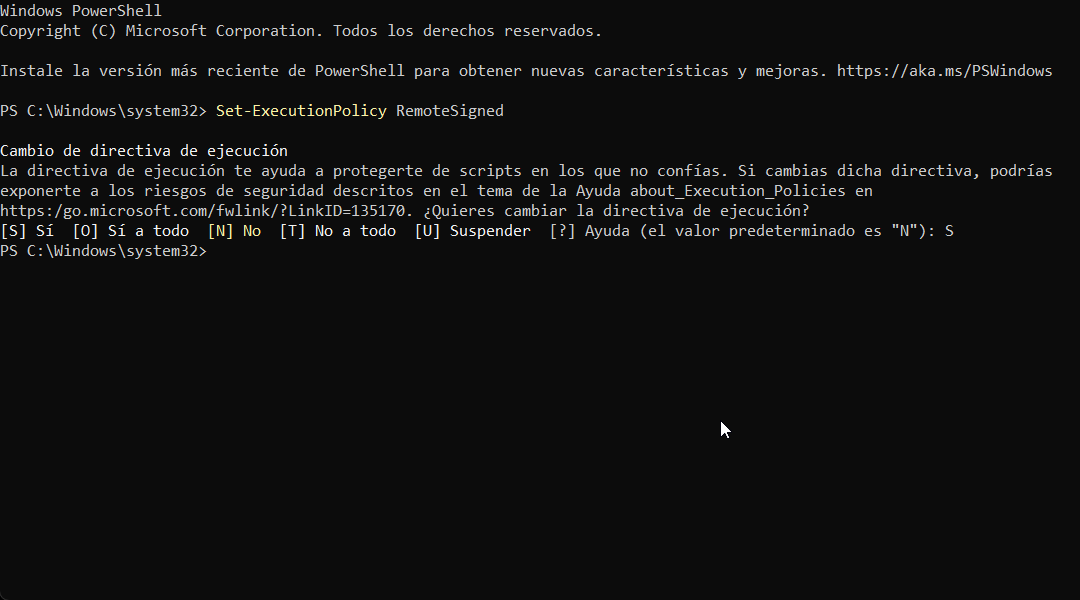 Windows PowerShell
Copyright (C) Microsoft Corporation. Todos los derechos reservados.
Instale la versión más reciente de PowerShell para obtener nuevas características y mejoras. https://aka.ms/PSWindows
PS C:\Windows\system32> Set-ExecutionPolicy RemoteSigned
Cambio de directiva de ejecución
La directiva de ejecución te ayuda a protegerte de scripts en los que no confías. Si cambias dicha directiva, podrías
exponerte a los riesgos de seguridad descritos en el tema de la Ayuda about_Execution_Policies en
https:/go.microsoft.com/fwlink/?LinkID=135170. ¿Quieres cambiar la directiva de ejecución?
[S] Sí  [O] Sí a todo  [N] No  [T] No a todo  [U] Suspender  [?] Ayuda (el valor predeterminado es "N"): S
PS C:\Windows\system32>